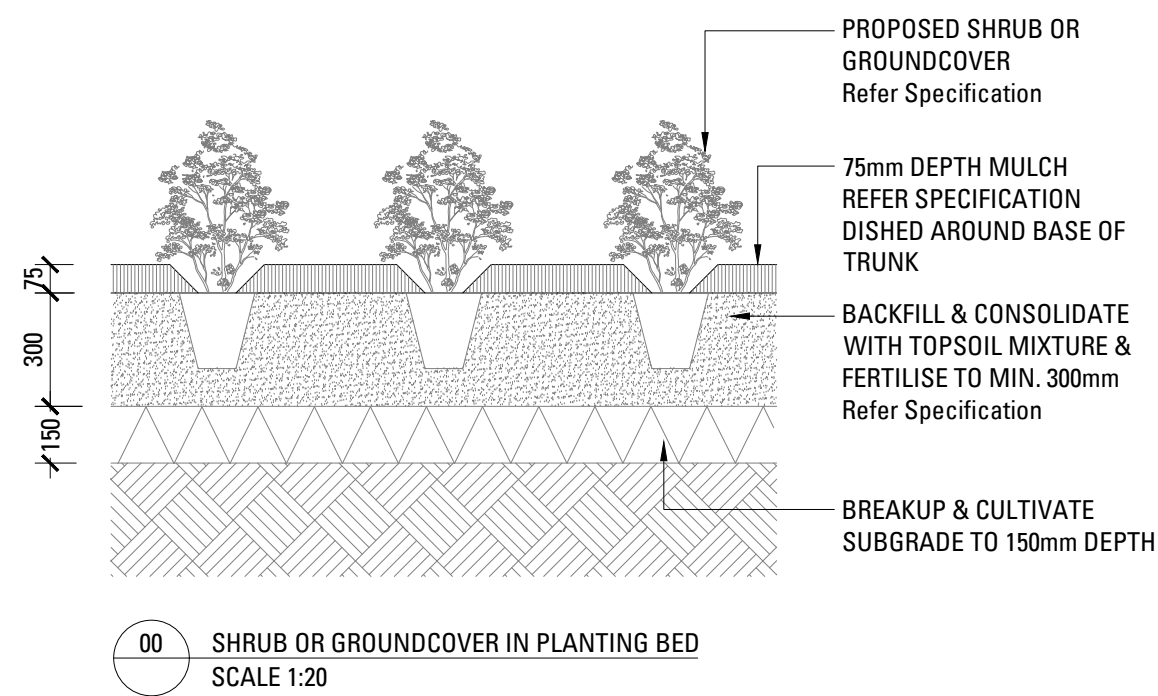 PROPOSED SHRUB OR
GROUNDCOVER
Refer Specification
75mm DEPTH MULCH
REFER SPECIFICATION
DISHED AROUND BASE OF
TRUNK
75
300
150
BACKFILL & CONSOLIDATE
WITH TOPSOIL MIXTURE &
FERTILISE TO MIN. 300mm
Refer Specification
BREAKUP & CULTIVATE
SUBGRADE TO 150mm DEPTH
00
SHRUB OR GROUNDCOVER IN PLANTING BED
SCALE 1:20